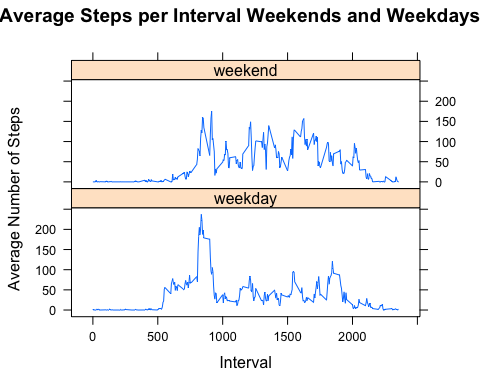 Average Steps per Interval Weekends and Weekdays
weekend
200
150
100
50
0
weekday
200
150
100
50
0
0 500 1000 1500 2000
Interval
Average Number of Steps